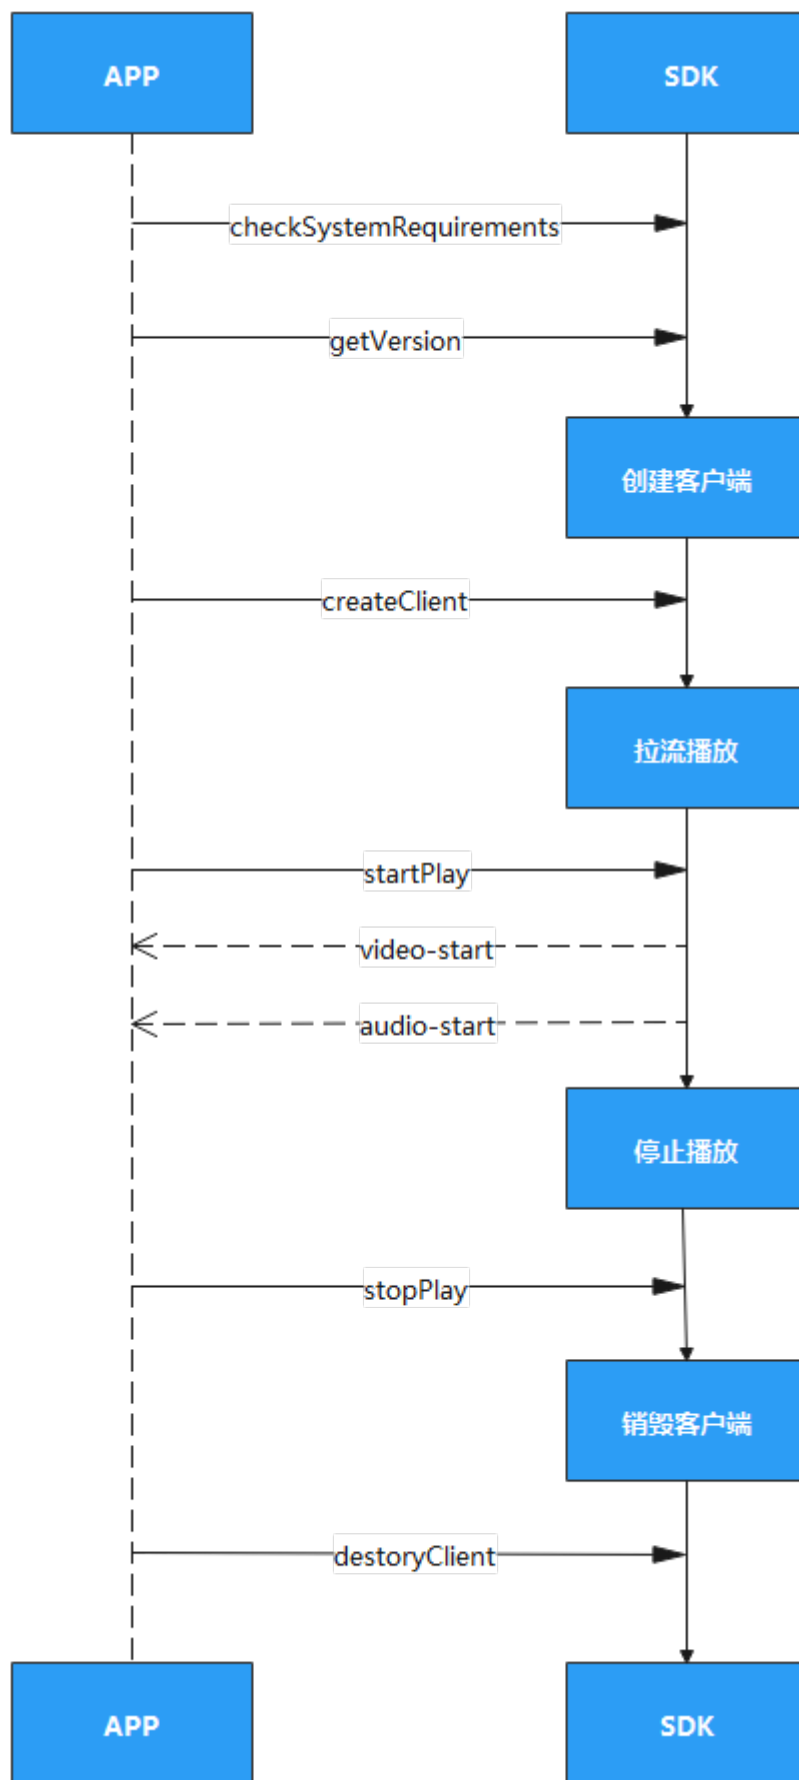 APP
SDK
checkSystemRequirements
getVersion
创建客户端
createClient
拉流播放
startPlay
video-start
audio-start
停止播放
stopPlay
销毁客户端
destoryClient
APP
SDK